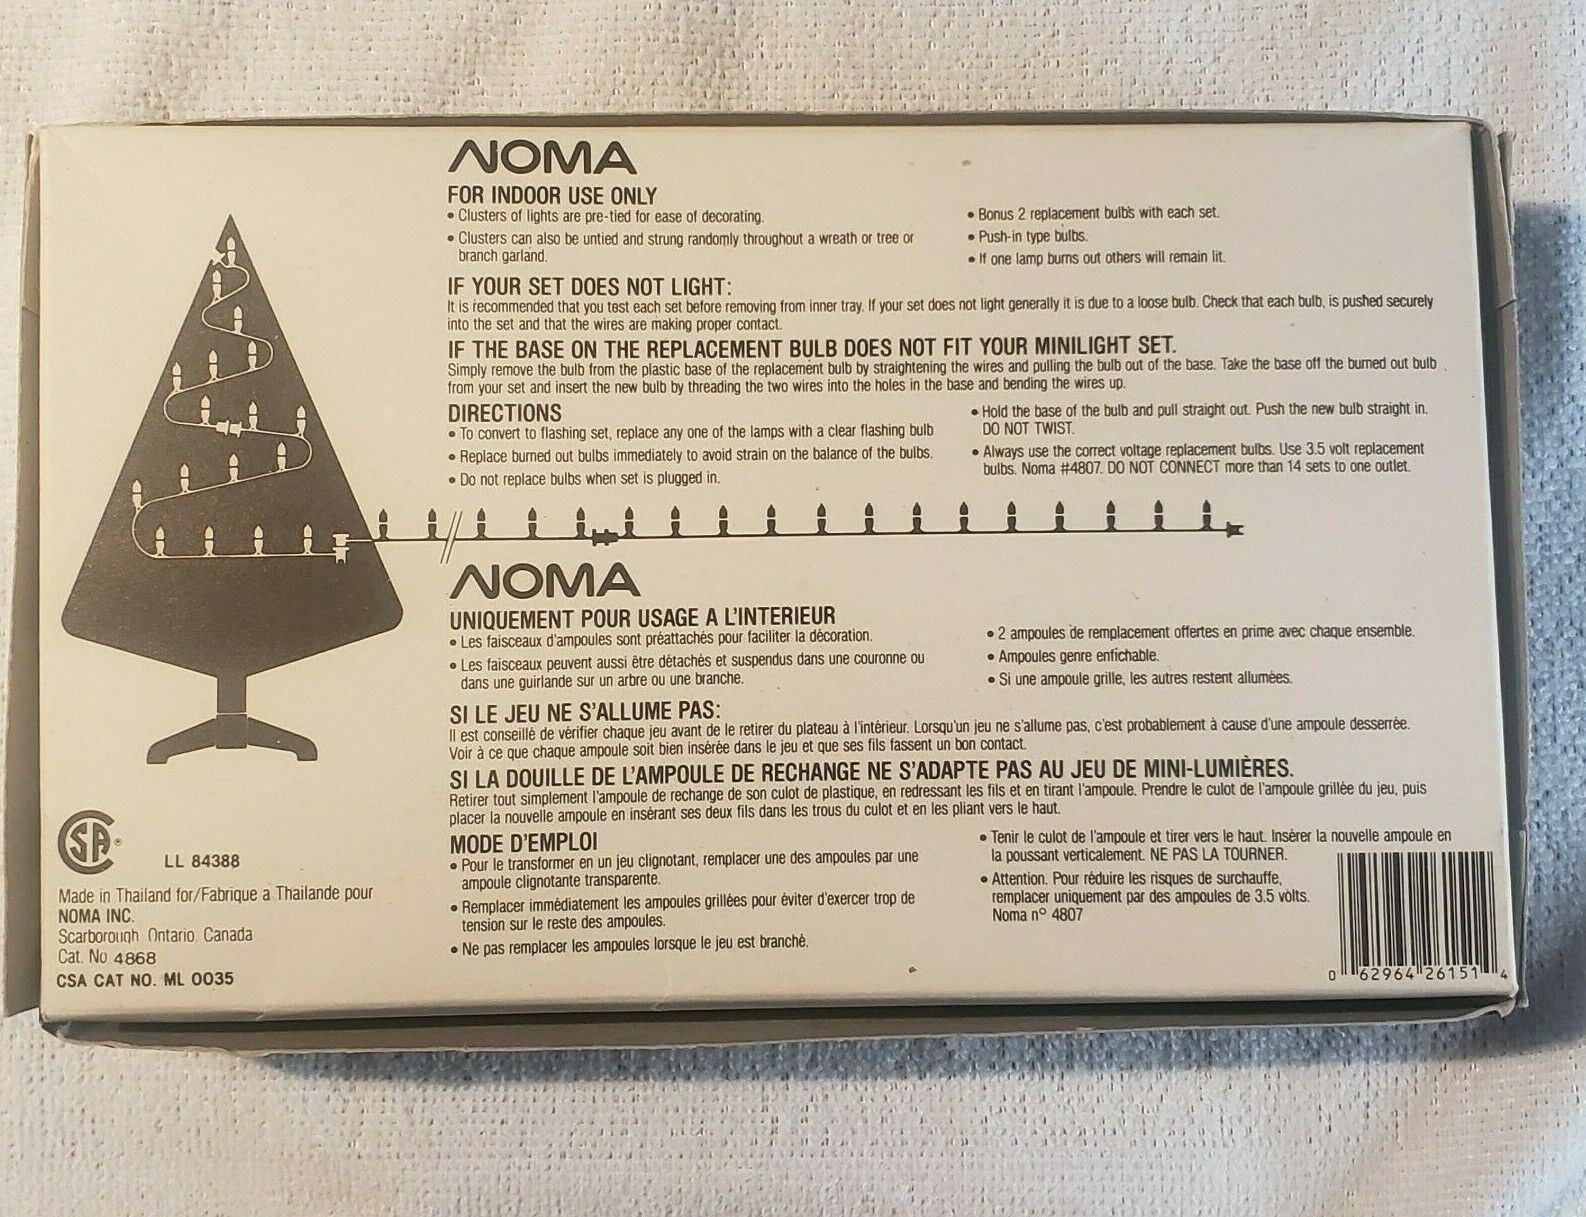 NOMA
FOR INDOOR USE ONLY
• Clusters of lights are pre-tied for ease of decorating.
• Clusters can also be untied and strung randomly throughout a wreath or tree or
branch garland.
• Bonus 2 replacement bulbs with each set.
• Push-in type bulbs.
• If one lamp burns out others will remain lit.
IF YOUR SET DOES NOT LIGHT:
It is recommended that you test each set before removing from inner tray. If your set does not light generally it is due to a loose bulb. Check that each bulb, is pushed securely
into the set and that the wires are making proper contact.
IF THE BASE ON THE REPLACEMENT BULB DOES NOT FIT YOUR MINILIGHT SET.
Simply remove the bulb from the plastic base of the replacement bulb by straightening the wires and pulling the bulb out of the base. Take the base off the burned out bulb
from your set and insert the new bulb by threading the two wires into the holes in the base and bending the wires up.
DIRECTIONS
• To convert to flashing set, replace any one of the lamps with a clear flashing bulb
• Replace burned out bulbs immediately to avoid strain on the balance of the bulbs.
• Do not replace bulbs when set is plugged in.
• Hold the base of the bulb and pull straight out. Push the new bulb straight in.
DO NOT TWIST.
• Always use the correct voltage replacement bulbs. Use 3.5 volt replacement
bulbs. Noma #4807. DO NOT CONNECT more than 14 sets to one outlet.
NOMA
UNIQUEMENT POUR USAGE A L'INTERIEUR
• Les faisceaux d'ampoules sont préattachés pour faciliter la décoration.
• Les faisceaux peuvent aussi être détachés et suspendus dans une couronne ou
dans une guirlande sur un arbre ou une branche.
• 2 ampoules de remplacement offertes en prime avec chaque ensemble.
• Ampoules genre enfichable.
• Si une ampoule grille, les autres restent allumées.
SI LE JEU NE S'ALLUME PAS:
Il est conseillé de vérifier chaque jeu avant de le retirer du plateau à l'intérieur. Lorsqu'un jeu ne s'allume pas, c'est probablement à cause d'une ampoule desserrée.
Voir à ce que chaque ampoule soit bien insérée dans le jeu et que ses fils fassent un bon contact.
SI LA DOUILLE DE L'AMPOULE DE RECHANGE NE S'ADAPTE PAS AU JEU DE MINI-LUMIÈRES.
Retirer tout simplement l'ampoule de rechange de son culot de plastique, en redressant les fils et en tirant l'ampoule. Prendre le culot de l'ampoule grillée du jeu, puis
placer la nouvelle ampoule en insérant ses deux fils dans les trous du culot et en les pliant vers le haut.
MODE D'EMPLOI
• Pour le transformer en un jeu clignotant, remplacer une des ampoules par une
ampoule clignotante transparente.
• Remplacer immédiatement les ampoules grillées pour éviter d'exercer trop de
tension sur le reste des ampoules.
• Ne pas remplacer les ampoules lorsque le jeu est branché.
• Tenir le culot de l'ampoule et tirer vers le haut. Insérer la nouvelle ampoule en
la poussant verticalement. NE PAS LA TOURNER.
• Attention. Pour réduire les risques de surchauffe,
remplacer uniquement par des ampoules de 3.5 volts.
Noma nº 4807
SA ®
LL 84388
Made in Thailand for/Fabrique a Thailande pour
NOMA INC.
Scarborough Ontario, Canada
Cat. No 4868
CSA CAT NO. ML 0035
0 62964 26151 4